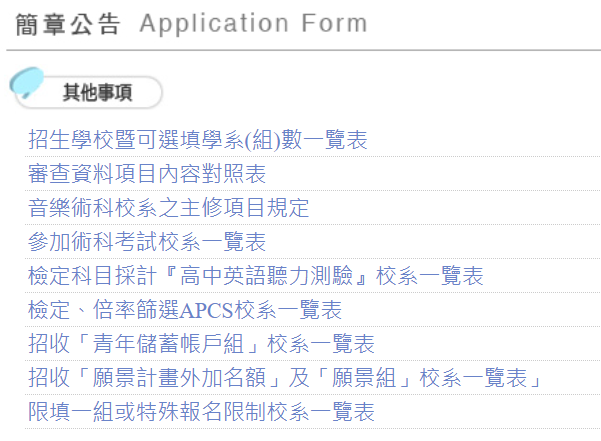 簡章公告 Application Form
其他事項
招生學校暨可選填學系(組)數一覽表
審查資料項目內容對照表
音樂術科校系之主修項目規定
參加術科考試校系一覽表
檢定科目採計『高中英語聽力測驗』校系一覽表
檢定、倍率篩選APCS校系一覽表
招收「青年儲蓄帳戶組」校系一覽表
招收「願景計畫外加名額」及「願景組」校系一覽表」
限填一組或特殊報名限制校系一覽表